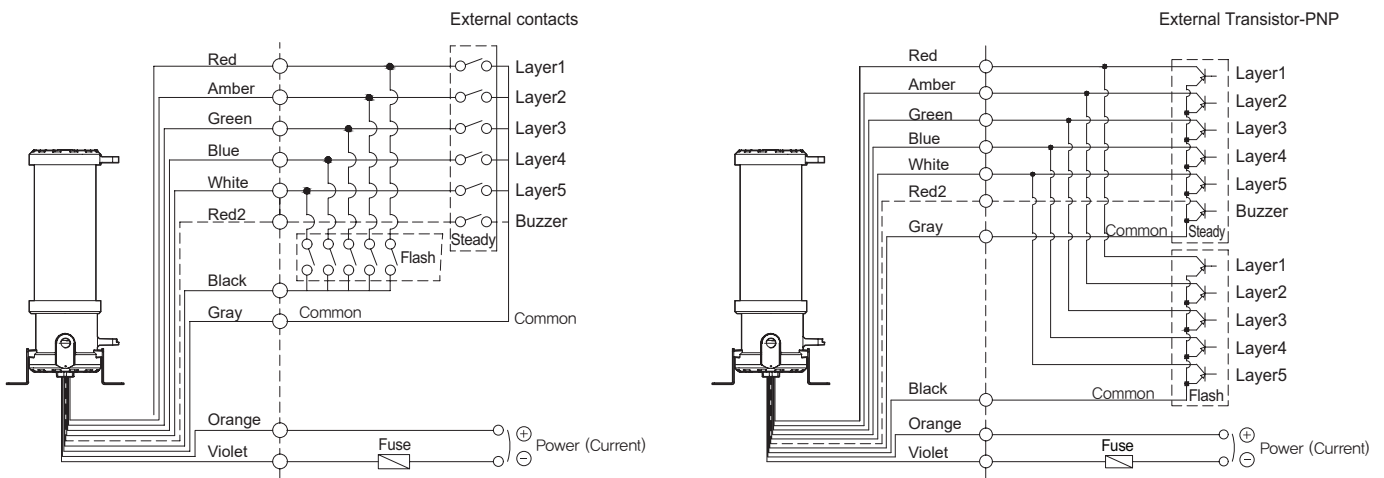 External contacts
Red
Layer1
Amber
Layer2
Green
Layer3
Blue
Layer4
White
Layer5
Red2
Buzzer
Steady
Flash
Black
Gray
Common
Common
Orange
Violet
Fuse
Power (Current)
External Transistor-PNP
Red
Layer1
Amber
Layer2
Green
Layer3
Blue
Layer4
White
Layer5
Red2
Buzzer
Gray
Common
Steady
Layer1
Layer2
Layer3
Layer4
Layer5
Black
Common
Flash
Orange
Violet
Fuse
Power (Current)